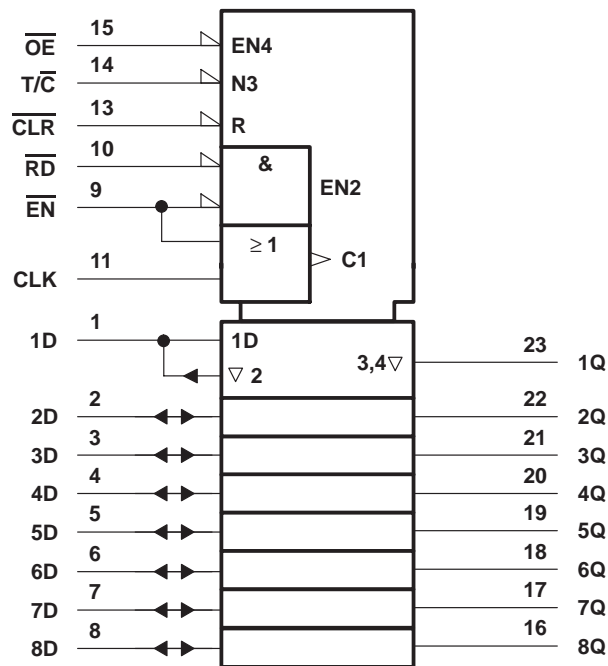 15
OE
EN4
14
T/C
N3
13
CLR
R
10
RD
&
9
EN
EN2
≥ 1
11
CLK
C1
1
1D
1D
2
3,4
23
1Q
2
2D
22
2Q
3
3D
21
3Q
4
4D
20
4Q
5
5D
19
5Q
6
6D
18
6Q
7
7D
17
7Q
8
8D
16
8Q